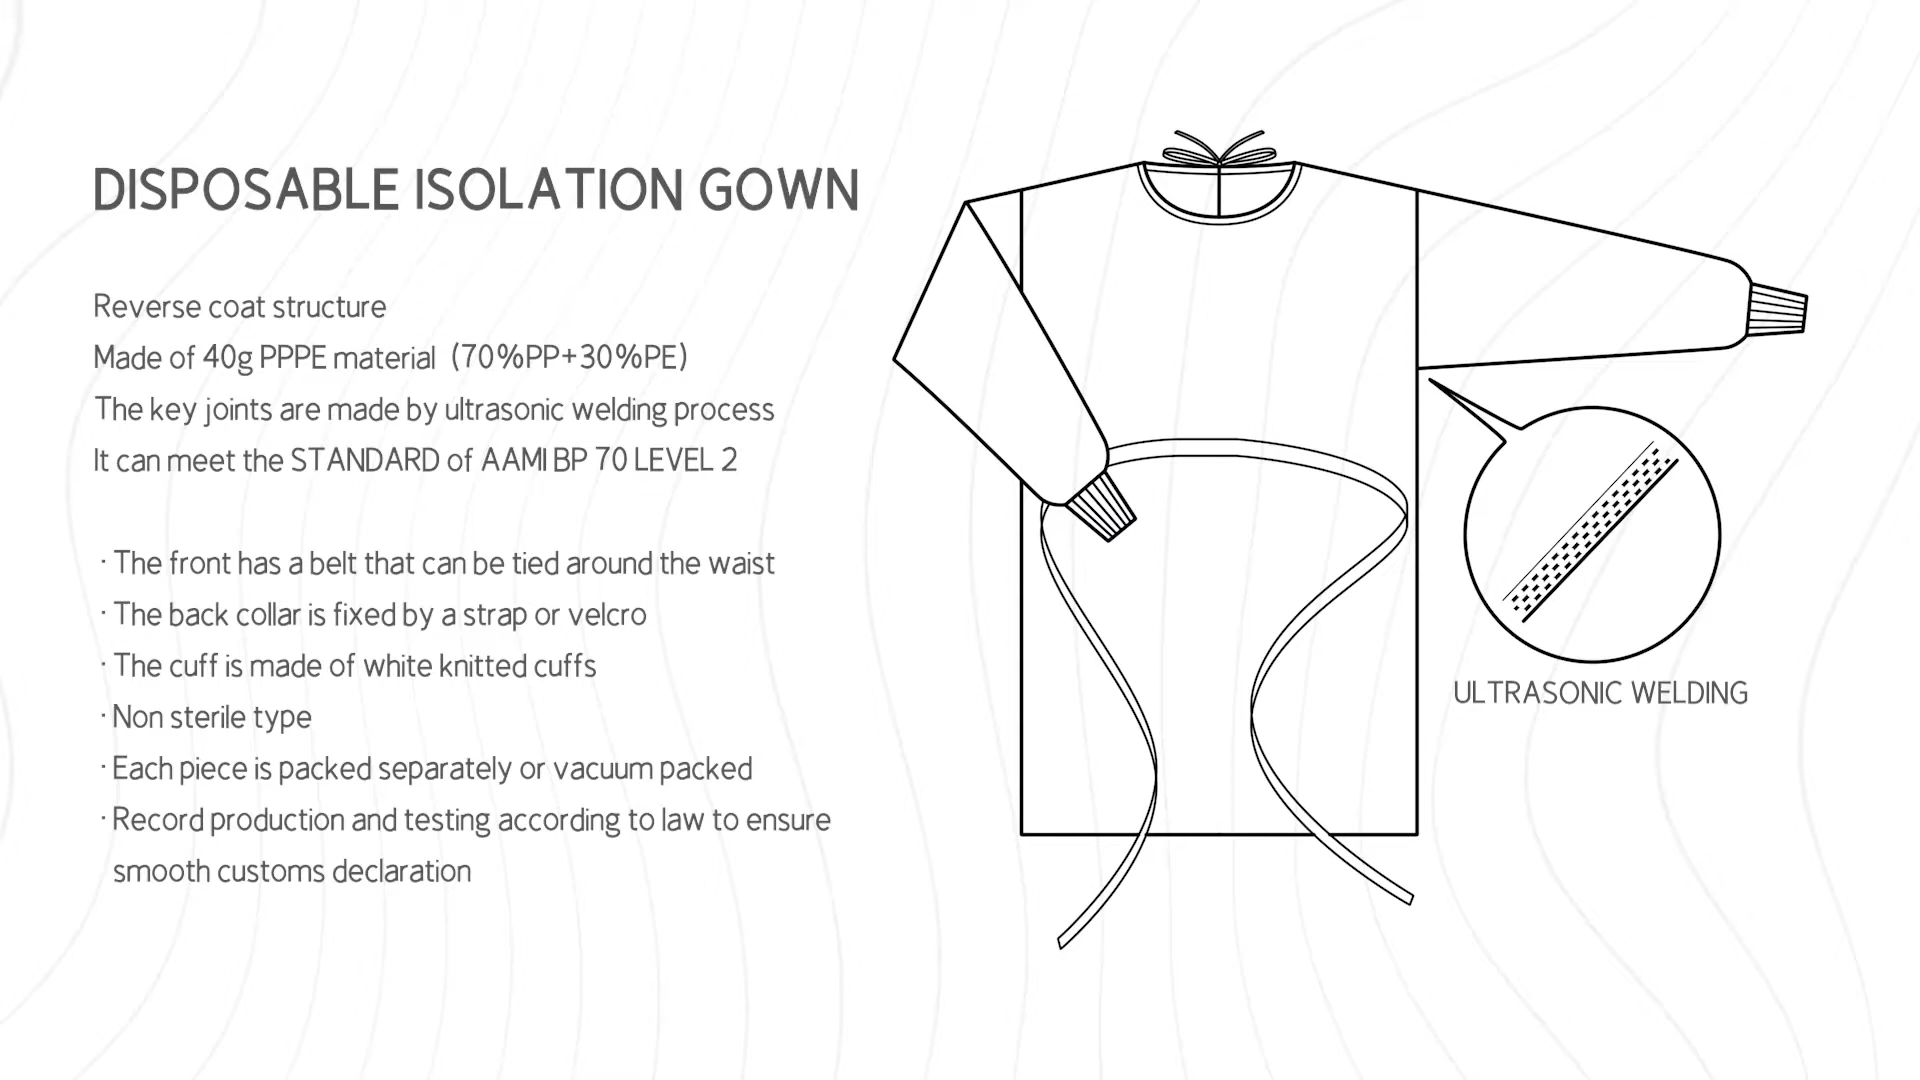 DISPOSABLE ISOLATION GOWN
Reverse coat structure
Made of 40g PPPE material (70%PP+30%PE)
The key joints are made by ultrasonic welding process
It can meet the STANDARD of AAMI BP 70 LEVEL 2
· The front has a belt that can be tied around the waist
· The back collar is fixed by a strap or velcro
· The cuff is made of white knitted cuffs
· Non sterile type
· Each piece is packed separately or vacuum packed
· Record production and testing according to law to ensure
smooth customs declaration
ULTRASONIC WELDING